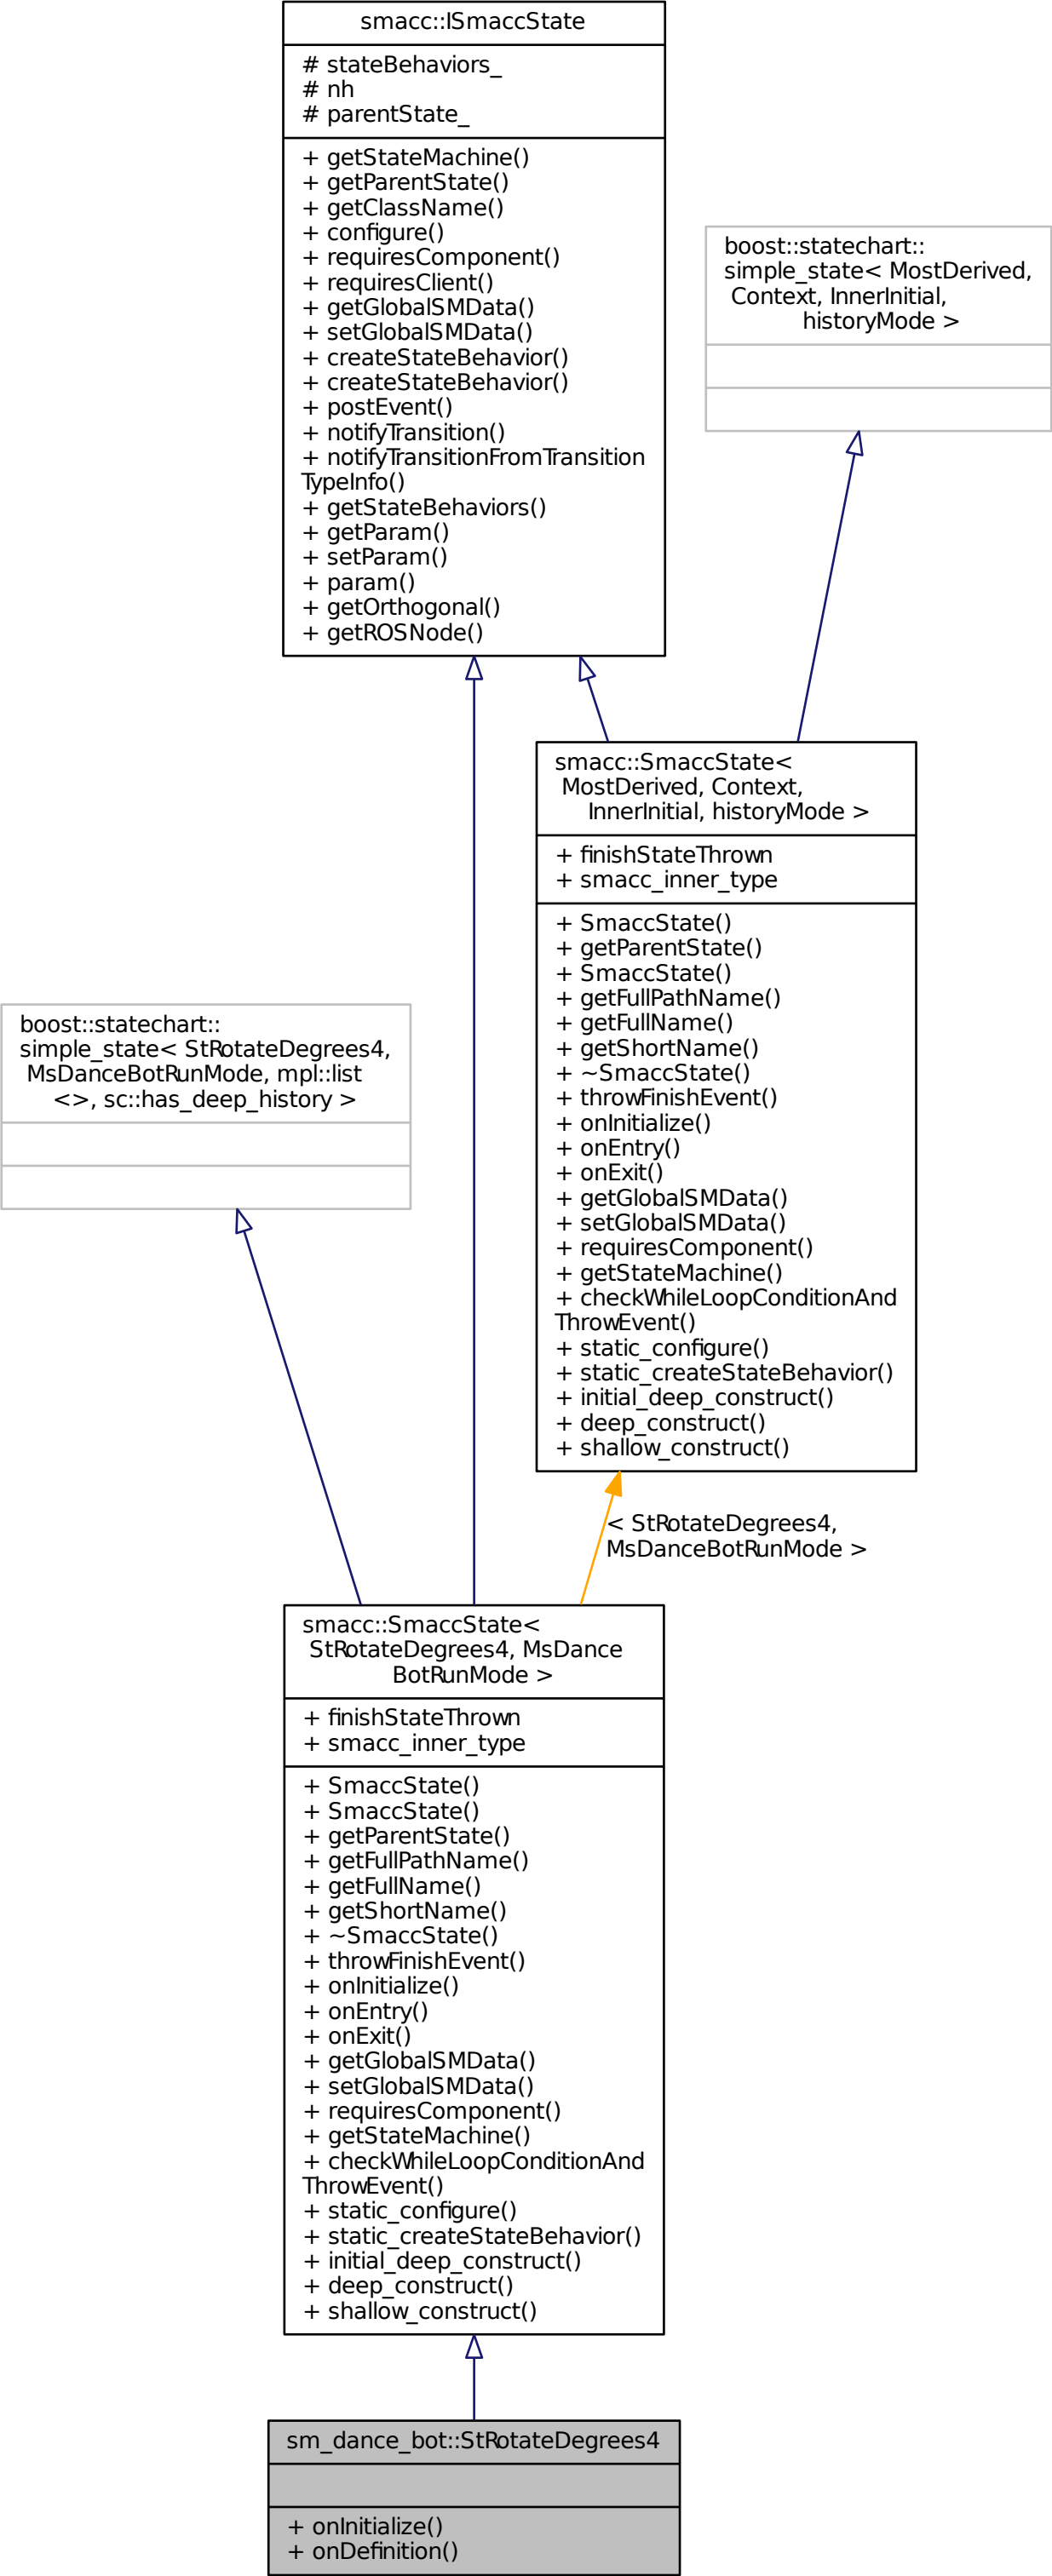 smacc::ISmaccState
# stateBehaviors_
# nh
# parentState_
+ getStateMachine()
+ getParentState()
+ getClassName()
+ configure()
+ requiresComponent()
+ requiresClient()
+ getGlobalSMData()
+ setGlobalSMData()
+ createStateBehavior()
+ createStateBehavior()
+ postEvent()
+ notifyTransition()
+ notifyTransitionFromTransition
TypeInfo()
+ getStateBehaviors()
+ getParam()
+ setParam()
+ param()
+ getOrthogonal()
+ getROSNode()
boost::statechart::
simple_state< MostDerived,
Context, InnerInitial,
historyMode >
smacc::SmaccState<
MostDerived, Context,
InnerInitial, historyMode >
+ finishStateThrown
+ smacc_inner_type
+ SmaccState()
+ getParentState()
+ SmaccState()
+ getFullPathName()
+ getFullName()
+ getShortName()
+ ~SmaccState()
+ throwFinishEvent()
+ onInitialize()
+ onEntry()
+ onExit()
+ getGlobalSMData()
+ setGlobalSMData()
+ requiresComponent()
+ getStateMachine()
+ checkWhileLoopConditionAnd
ThrowEvent()
+ static_configure()
+ static_createStateBehavior()
+ initial_deep_construct()
+ deep_construct()
+ shallow_construct()
boost::statechart::
simple_state< StRotateDegrees4,
MsDanceBotRunMode, mpl::list
<>, sc::has_deep_history >
< StRotateDegrees4,
MsDanceBotRunMode >
smacc::SmaccState<
StRotateDegrees4, MsDance
BotRunMode >
+ finishStateThrown
+ smacc_inner_type
+ SmaccState()
+ SmaccState()
+ getParentState()
+ getFullPathName()
+ getFullName()
+ getShortName()
+ ~SmaccState()
+ throwFinishEvent()
+ onInitialize()
+ onEntry()
+ onExit()
+ getGlobalSMData()
+ setGlobalSMData()
+ requiresComponent()
+ getStateMachine()
+ checkWhileLoopConditionAnd
ThrowEvent()
+ static_configure()
+ static_createStateBehavior()
+ initial_deep_construct()
+ deep_construct()
+ shallow_construct()
sm_dance_bot::StRotateDegrees4
+ onInitialize()
+ onDefinition()